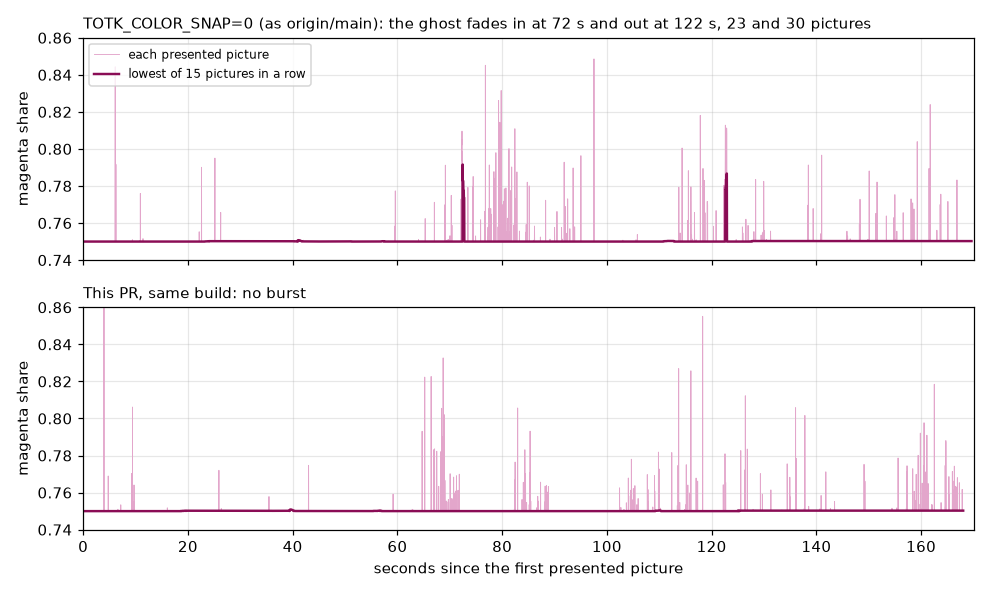 TOTK_COLOR_SNAP=0 (as origin/main): the ghost fades in at 72 s and out at 122 s, 23 and 30 pictures
0.86
0.84
0.82
0.80
0.78
0.76
0.74
magenta share
each presented picture
lowest of 15 pictures in a row
This PR, same build: no burst
0.86
0.84
0.82
0.80
0.78
0.76
0.74
magenta share
0 20 40 60 80 100 120 140 160
seconds since the first presented picture